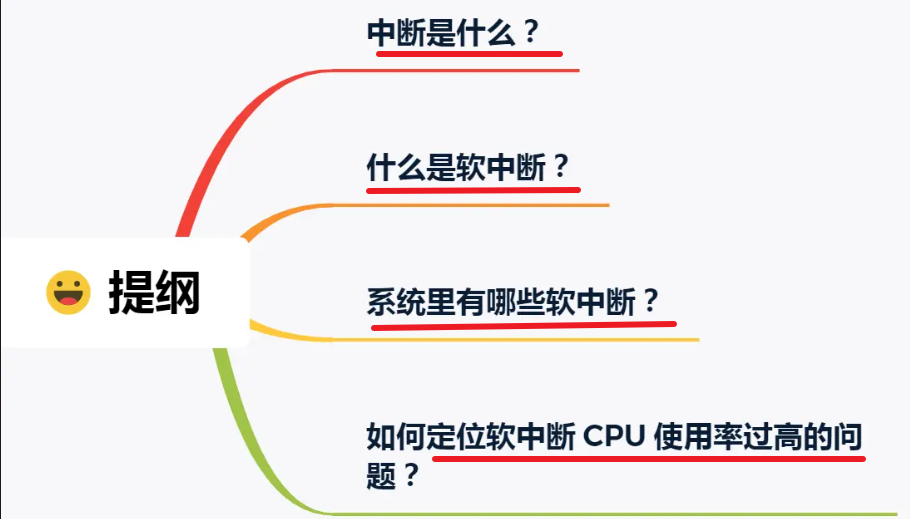 中断是什么？
什么是软中断？
提纲
系统里有哪些软中断？
如何定位软中断 CPU 使用率过高的问
题？